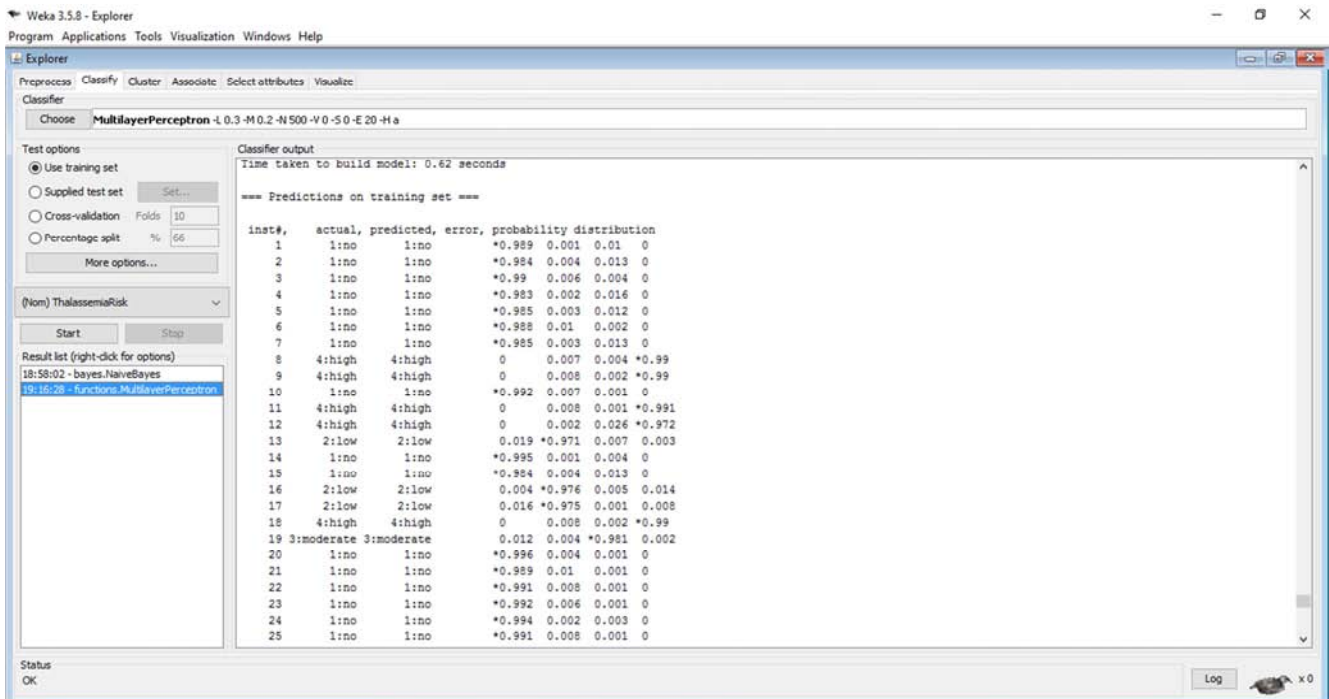 Weka 3.5.8 - Explorer
Program Applications Tools Visualization Windows Help
Explorer
Preprocess Classify Cluster Associate Select attributes Visualize
Classifier
Choose MultilayerPerceptron -L 0.3 -M 0.2 -N 500 -V 0 -S 0 -E 20 -H a
Test options
Use training set
Supplied test set Set...
Cross-validation Folds 10
Percentage split % 66
More options...
(Nom) ThalassemiaRisk
Start Stop
Result list (right-click for options)
18:58:02 - bayes.NaiveBayes
19:16:28 - functions.MultilayerPerceptron
Classifier output
Time taken to build model: 0.62 seconds
=== Predictions on training set ===
inst#, actual, predicted, error, probability distribution
1 1:no 1:no *0.989 0.001 0.01 0
2 1:no 1:no *0.984 0.004 0.013 0
3 1:no 1:no *0.99 0.006 0.004 0
4 1:no 1:no *0.983 0.002 0.016 0
5 1:no 1:no *0.985 0.003 0.012 0
6 1:no 1:no *0.988 0.01 0.002 0
7 1:no 1:no *0.985 0.003 0.013 0
8 4:high 4:high 0 0.007 0.004 *0.99
9 4:high 4:high 0 0.008 0.002 *0.99
10 1:no 1:no *0.992 0.007 0.001 0
11 4:high 4:high 0 0.008 0.001 *0.991
12 4:high 4:high 0 0.002 0.026 *0.972
13 2:low 2:low 0.019 *0.971 0.007 0.003
14 1:no 1:no *0.995 0.001 0.004 0
15 1:no 1:no *0.984 0.004 0.013 0
16 2:low 2:low 0.004 *0.976 0.005 0.014
17 2:low 2:low 0.016 *0.975 0.001 0.008
18 4:high 4:high 0 0.008 0.002 *0.99
19 3:moderate 3:moderate 0.012 0.004 *0.981 0.002
20 1:no 1:no *0.996 0.004 0.001 0
21 1:no 1:no *0.989 0.01 0.001 0
22 1:no 1:no *0.991 0.008 0.001 0
23 1:no 1:no *0.992 0.006 0.001 0
24 1:no 1:no *0.994 0.002 0.003 0
25 1:no 1:no *0.991 0.008 0.001 0
Status
OK
Log x 0